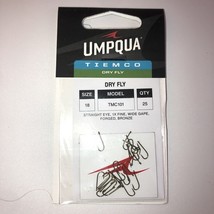 UMPQUA
TIEMCO
DRY FLY
DRY FLY
SIZE MODEL QTY
18 TMC101 25
STRAIGHT EYE, 1X FINE, WIDE GAPE,
FORGED, BRONZE